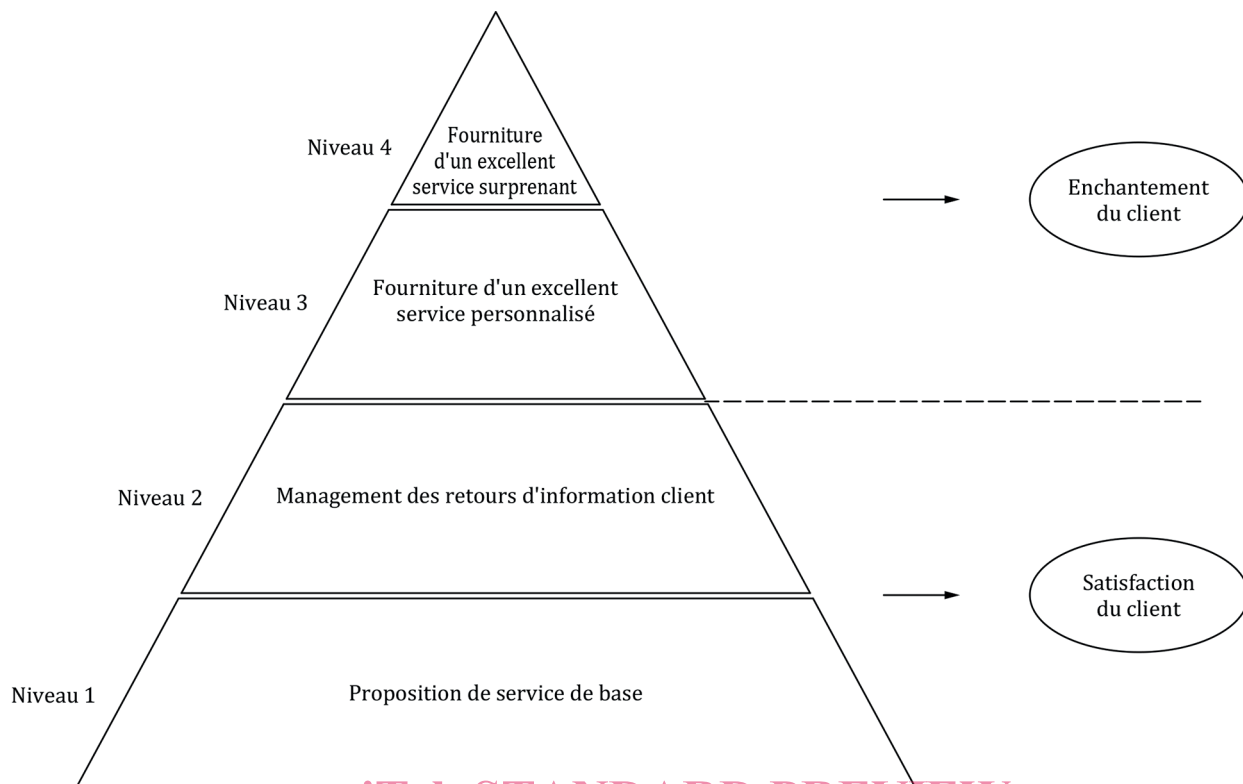 Niveau 4
Fourniture
d'un excellent
service surprenant
Enchantement
du client
Niveau 3
Fourniture d'un excellent
service personnalisé
Niveau 2
Management des retours d'information client
Satisfaction
du client
Niveau 1
Proposition de service de base
iTeh STANDARD PREVIEW